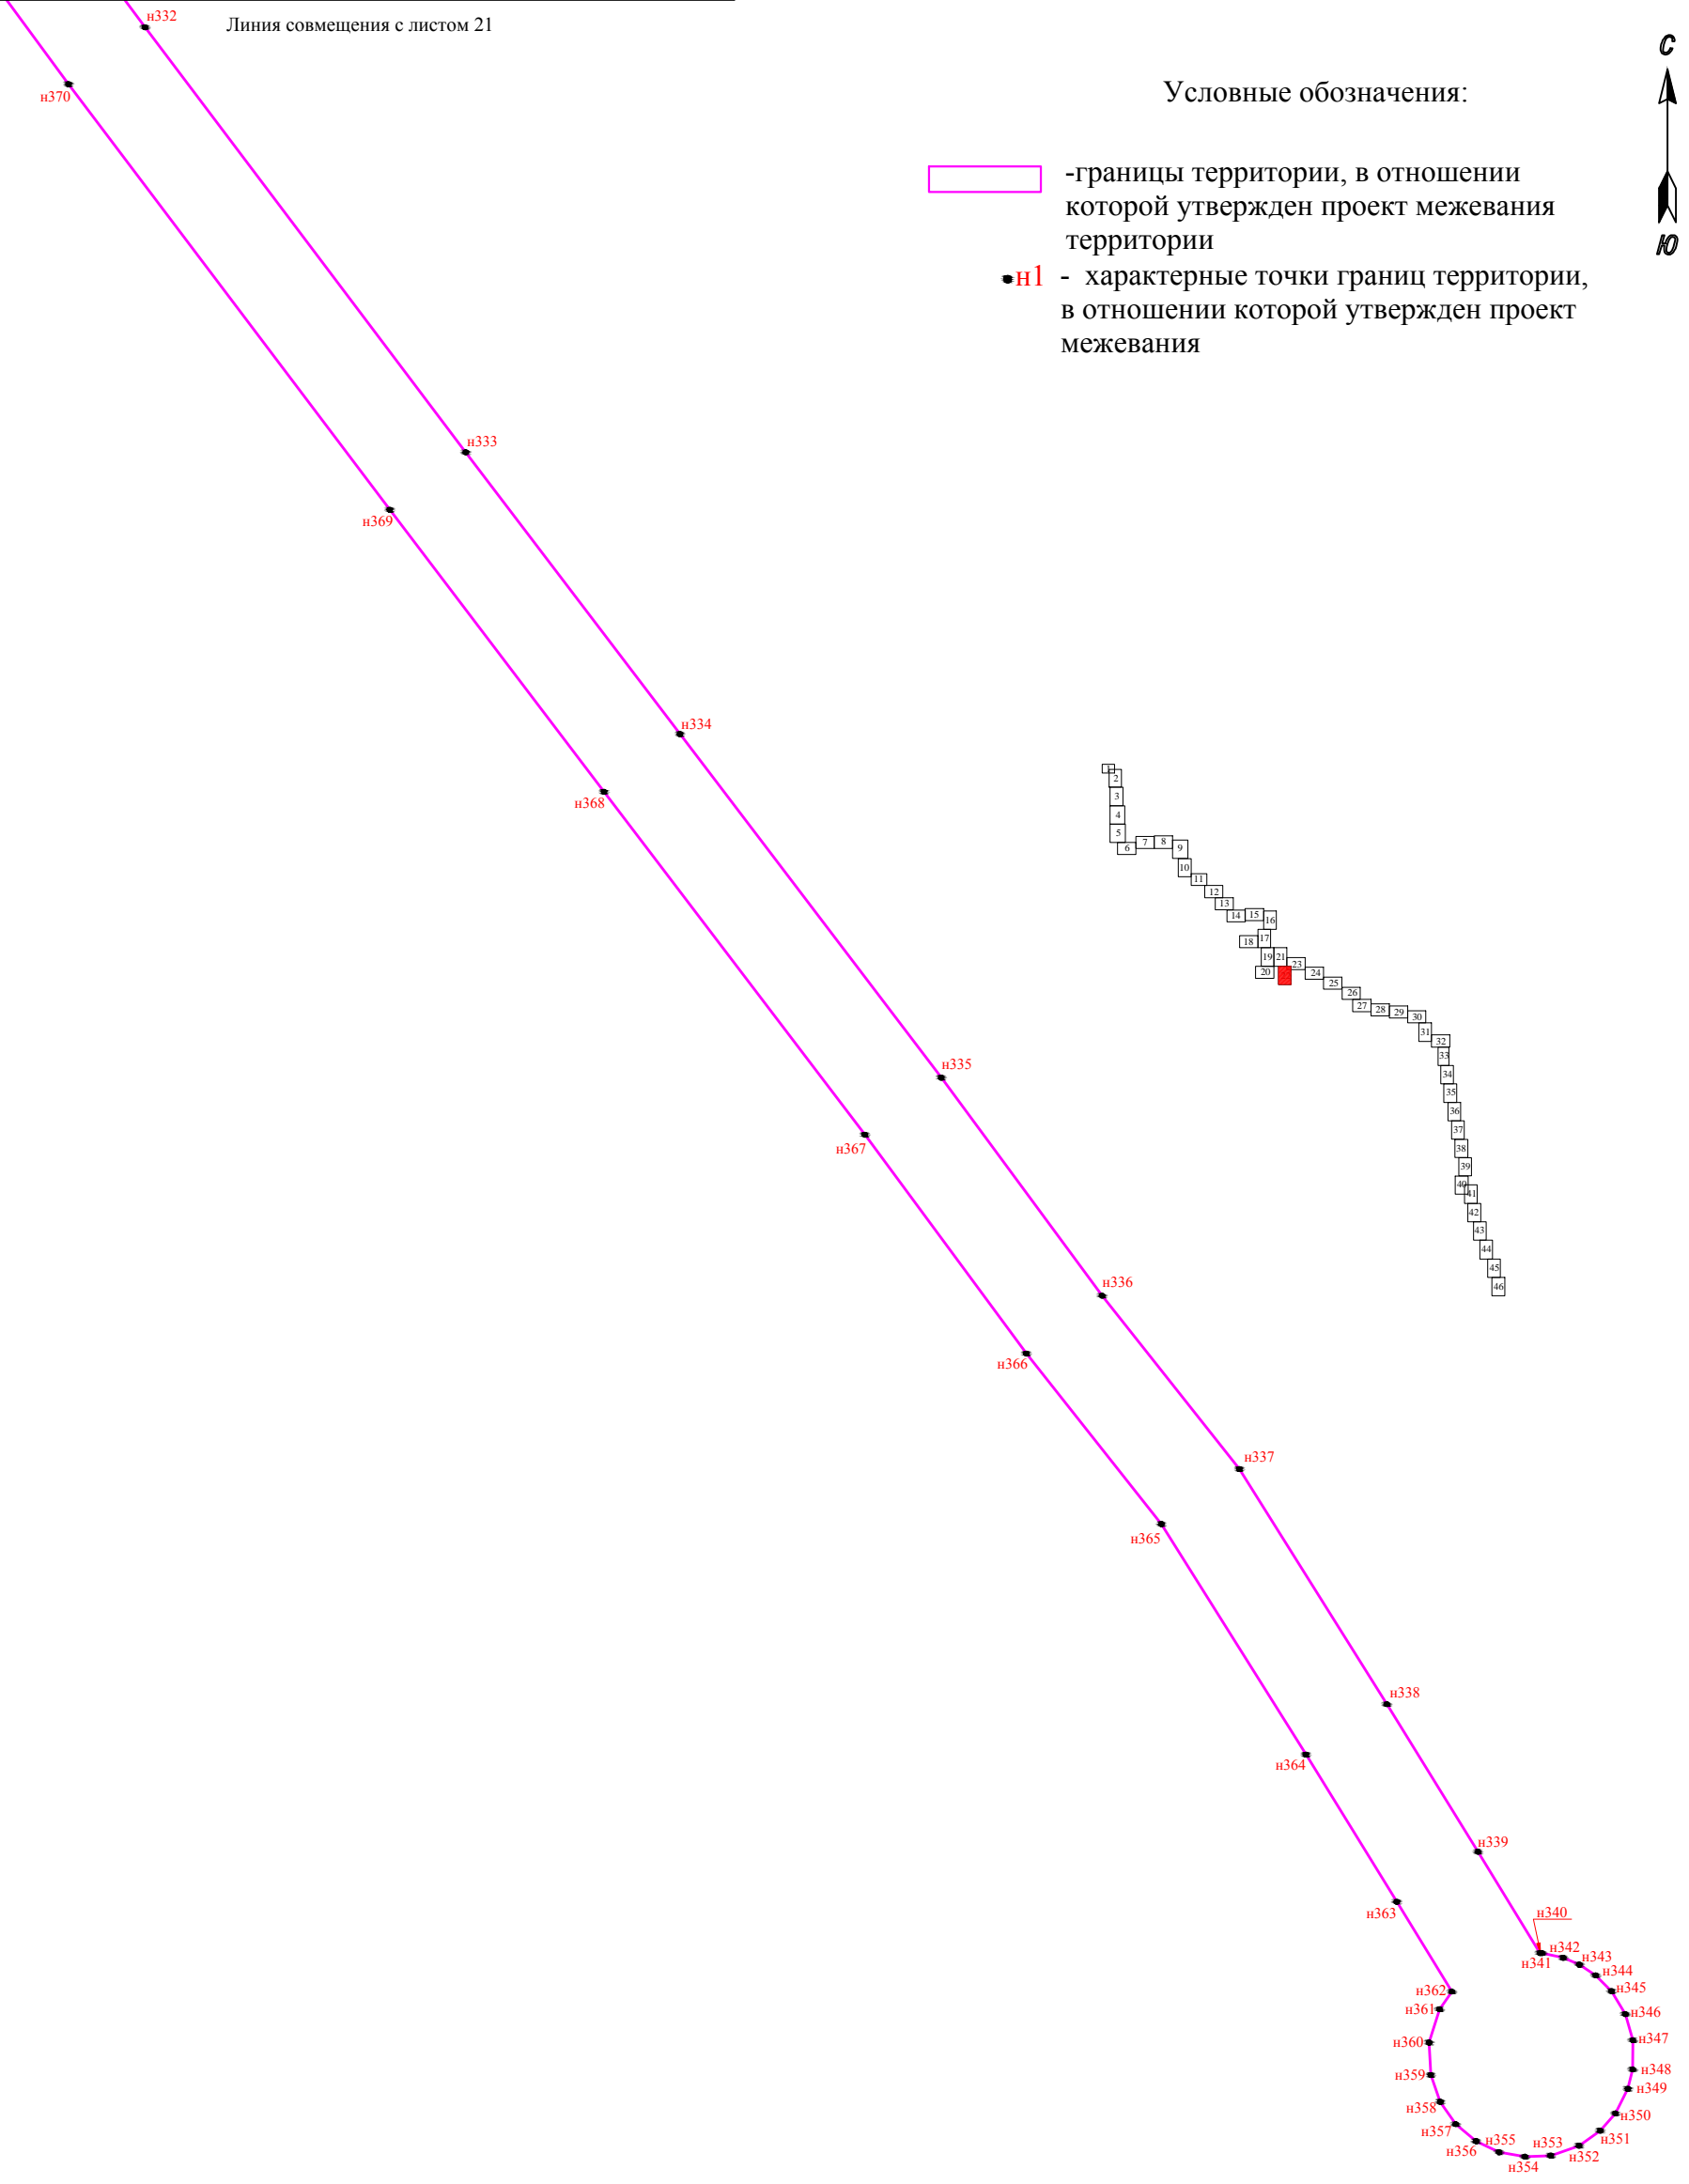 н332
Линия совмещения с листом 21
С
н370
Условные обозначения:
-границы территории, в отношении
которой утвержден проект межевания
территории
Ю
н1 - характерные точки границ территории,
в отношении которой утвержден проект
межевания
н333
н369
н334
н368
1
2
3
4
5
6
7
8
9
10
11
12
13
14
15
16
17
18
19
21
20
23
24
25
26
27
28
29
30
31
32
33
34
35
36
37
38
39
40
41
42
43
44
45
46
н335
н367
н336
н366
н337
н365
н338
н364
н339
н363
н340
н341
н342
н343
н344
н345
н346
н347
н348
н349
н350
н351
н352
н353
н354
н355
н356
н357
н358
н359
н360
н361
н362